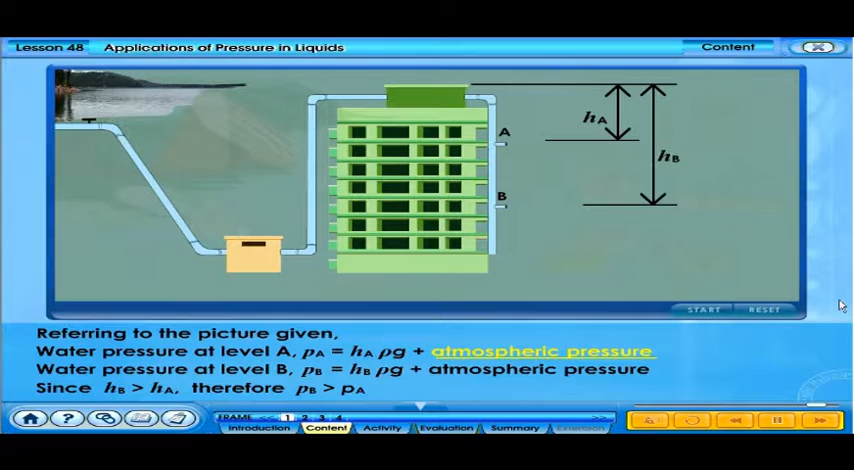 Lesson 48 Applications of Pressure in Liquids Content
A
hA
hB
B
START RESET
Referring to the picture given,
Water pressure at level A, pA = hA ρg + atmospheric pressure
Water pressure at level B, pB = hB ρg + atmospheric pressure
Since hB > hA, therefore pB > pA
FRAME << 1 2 3 4 >>
Introduction Content Activity Evaluation Summary Extension